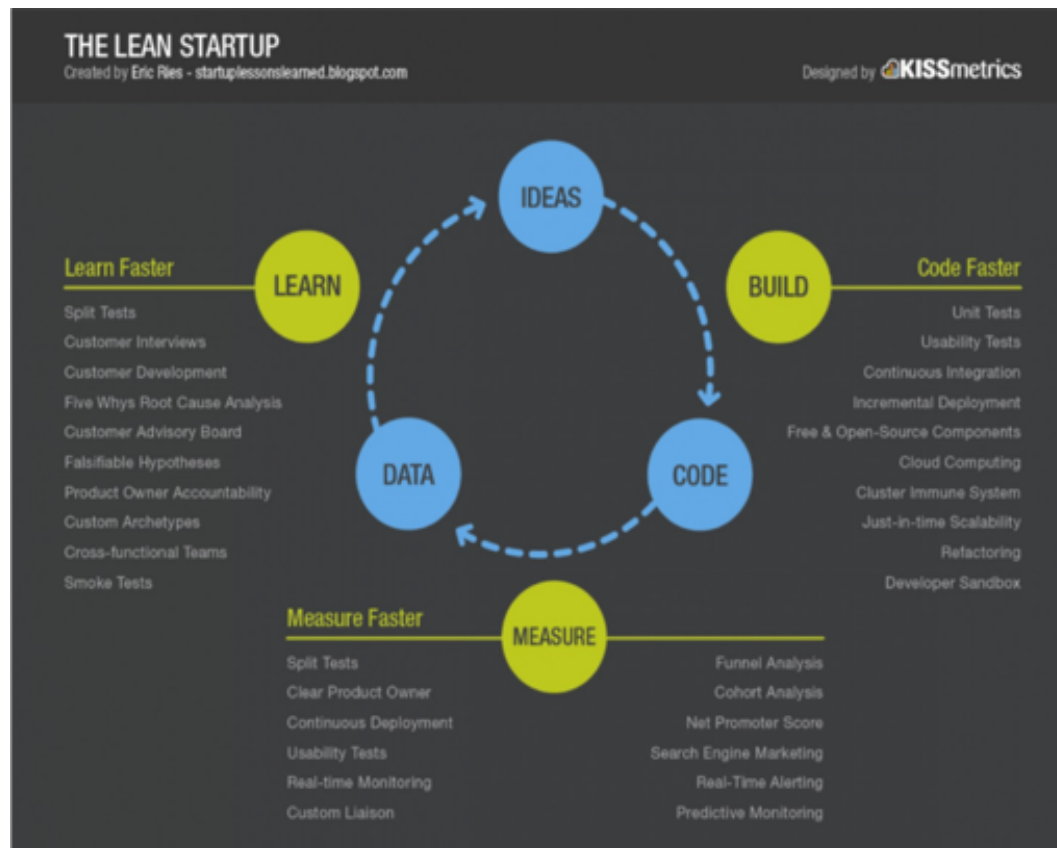 THE LEAN STARTUP
Created by Eric Ries - startuplessonslearned.blogspot.com
Designed by KISSmetrics
IDEAS
LEARN
BUILD
DATA
CODE
MEASURE
Learn Faster
Split Tests
Customer Interviews
Customer Development
Five Whys Root Cause Analysis
Customer Advisory Board
Falsifiable Hypotheses
Product Owner Accountability
Custom Archetypes
Cross-functional Teams
Smoke Tests
Code Faster
Unit Tests
Usability Tests
Continuous Integration
Incremental Deployment
Free & Open-Source Components
Cloud Computing
Cluster Immune System
Just-in-time Scalability
Refactoring
Developer Sandbox
Measure Faster
Split Tests
Clear Product Owner
Continuous Deployment
Usability Tests
Real-time Monitoring
Custom Liaison
Funnel Analysis
Cohort Analysis
Net Promoter Score
Search Engine Marketing
Real-Time Alerting
Predictive Monitoring